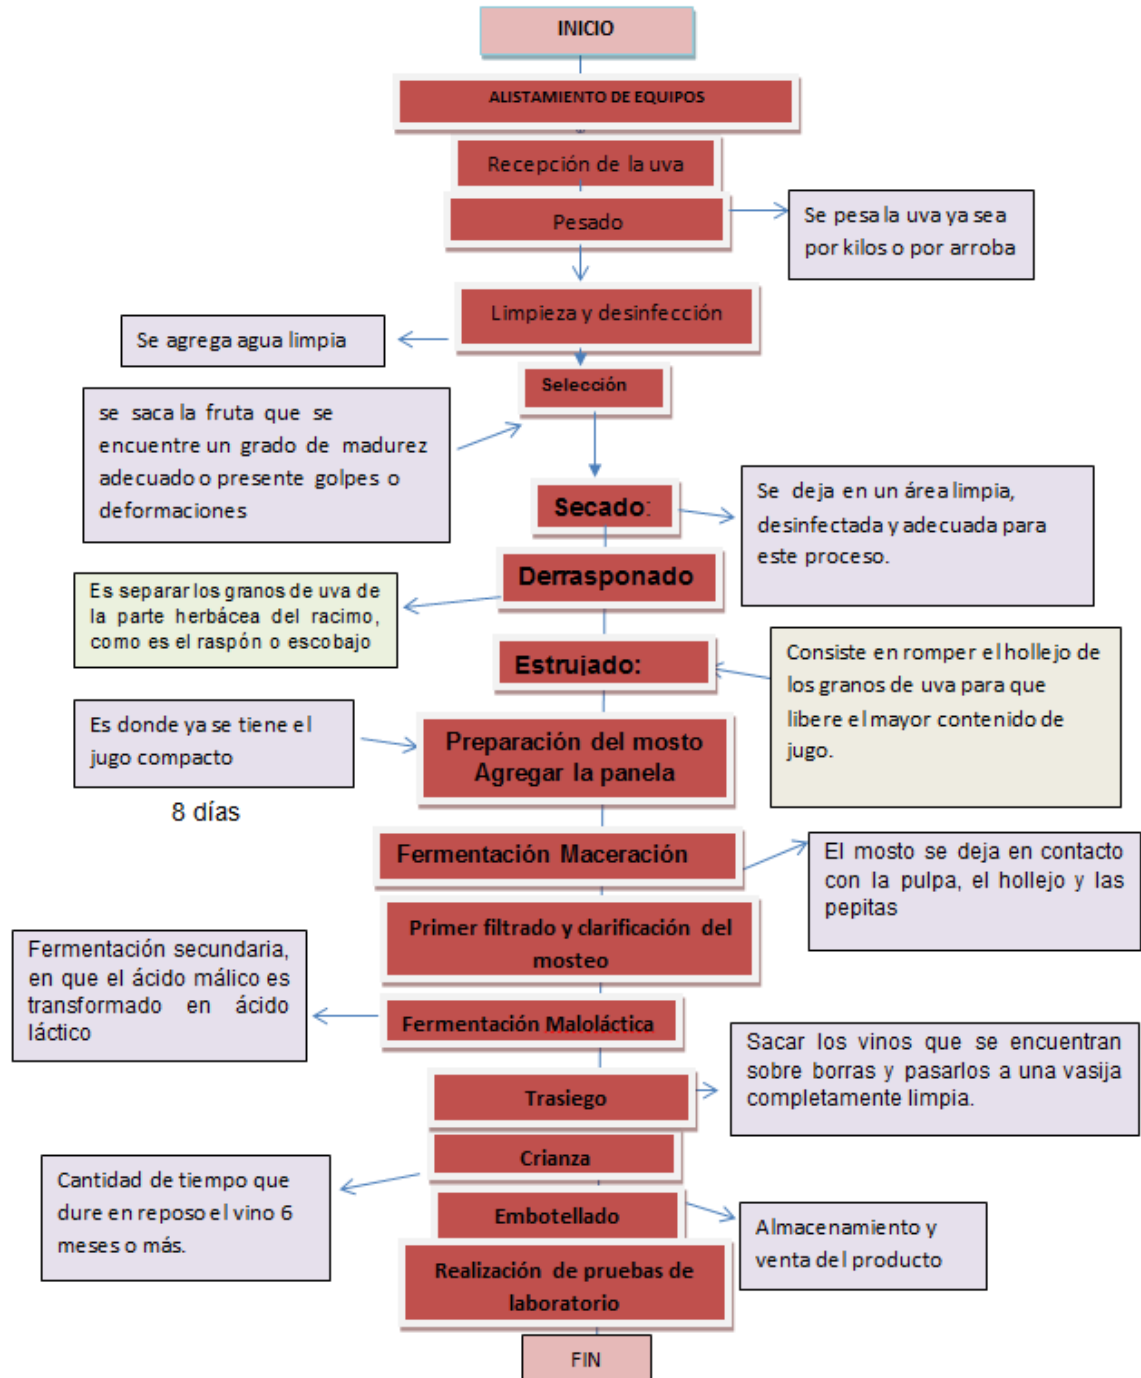 INICIO
ALISTAMIENTO DE EQUIPOS
Recepción de la uva
Pesado
Se pesa la uva ya sea
por kilos o por arroba
Limpieza y desinfección
Se agrega agua limpia
Selección
se saca la fruta que se
encuentre un grado de madurez
adecuado o presente golpes o
deformaciones
Secado:
Se deja en un área limpia,
desinfectada y adecuada para
este proceso.
Derrasponado
Es separar los granos de uva de
la parte herbácea del racimo,
como es el raspón o escobajo
Estrujado:
Consiste en romper el hollejo de
los granos de uva para que
libere el mayor contenido de
jugo.
Es donde ya se tiene el
jugo compacto
Preparación del mosto
Agregar la panela
8 días
Fermentación Maceración
El mosto se deja en contacto
con la pulpa, el hollejo y las
pepitas
Primer filtrado y clarificación del
mosteo
Fermentación secundaria,
en que el ácido málico es
transformado en ácido
láctico
Fermentación Maloláctica
Sacar los vinos que se encuentran
sobre borras y pasarlos a una vasija
completamente limpia.
Trasiego
Crianza
Cantidad de tiempo que
dure en reposo el vino 6
meses o más.
Embotellado
Almacenamiento y
venta del producto
Realización de pruebas de
laboratorio
FIN